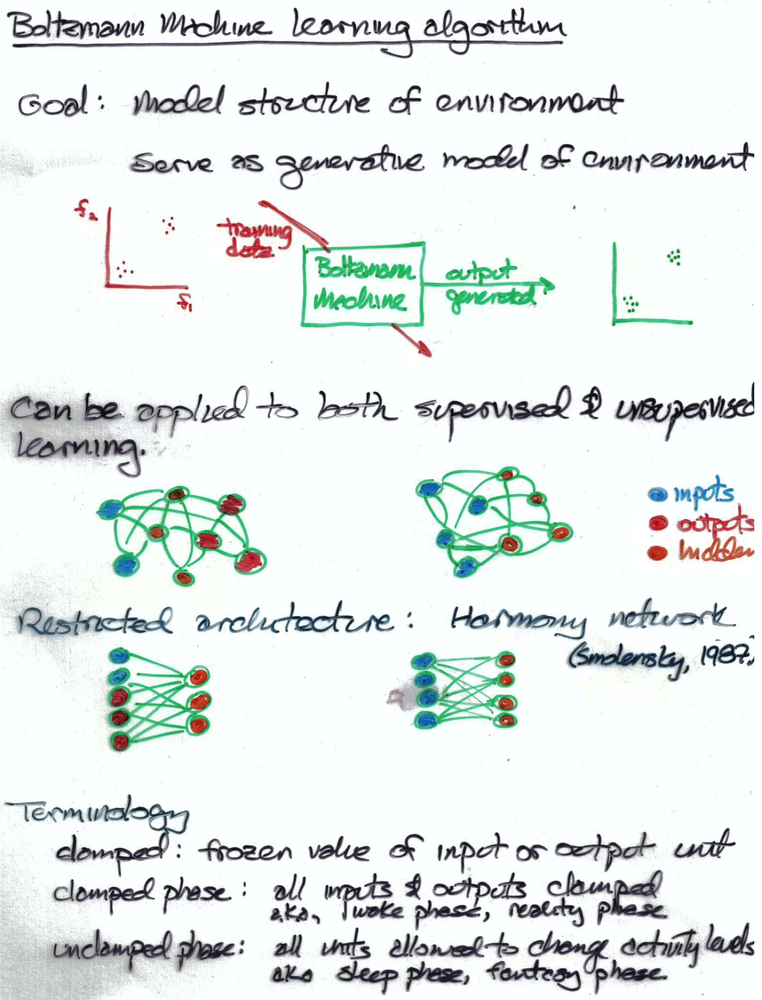 Boltzmann Machine learning algorithm
Goal: Model structure of environment
Serve as generative model of environment
f₂
training
data
f₁
Boltzmann
Machine
output
generated
Can be applied to both supervised & unsupervised
learning.
inputs
outputs
hidden
Restricted architecture: Harmony network
(Smolensky, 1987)
Terminology
clamped: frozen value of input or output unit
clamped phase: all inputs & outputs clamped
a.k.a., wake phase, reality phase
unclamped phase: all units allowed to change activity levels
aka sleep phase, fantasy phase